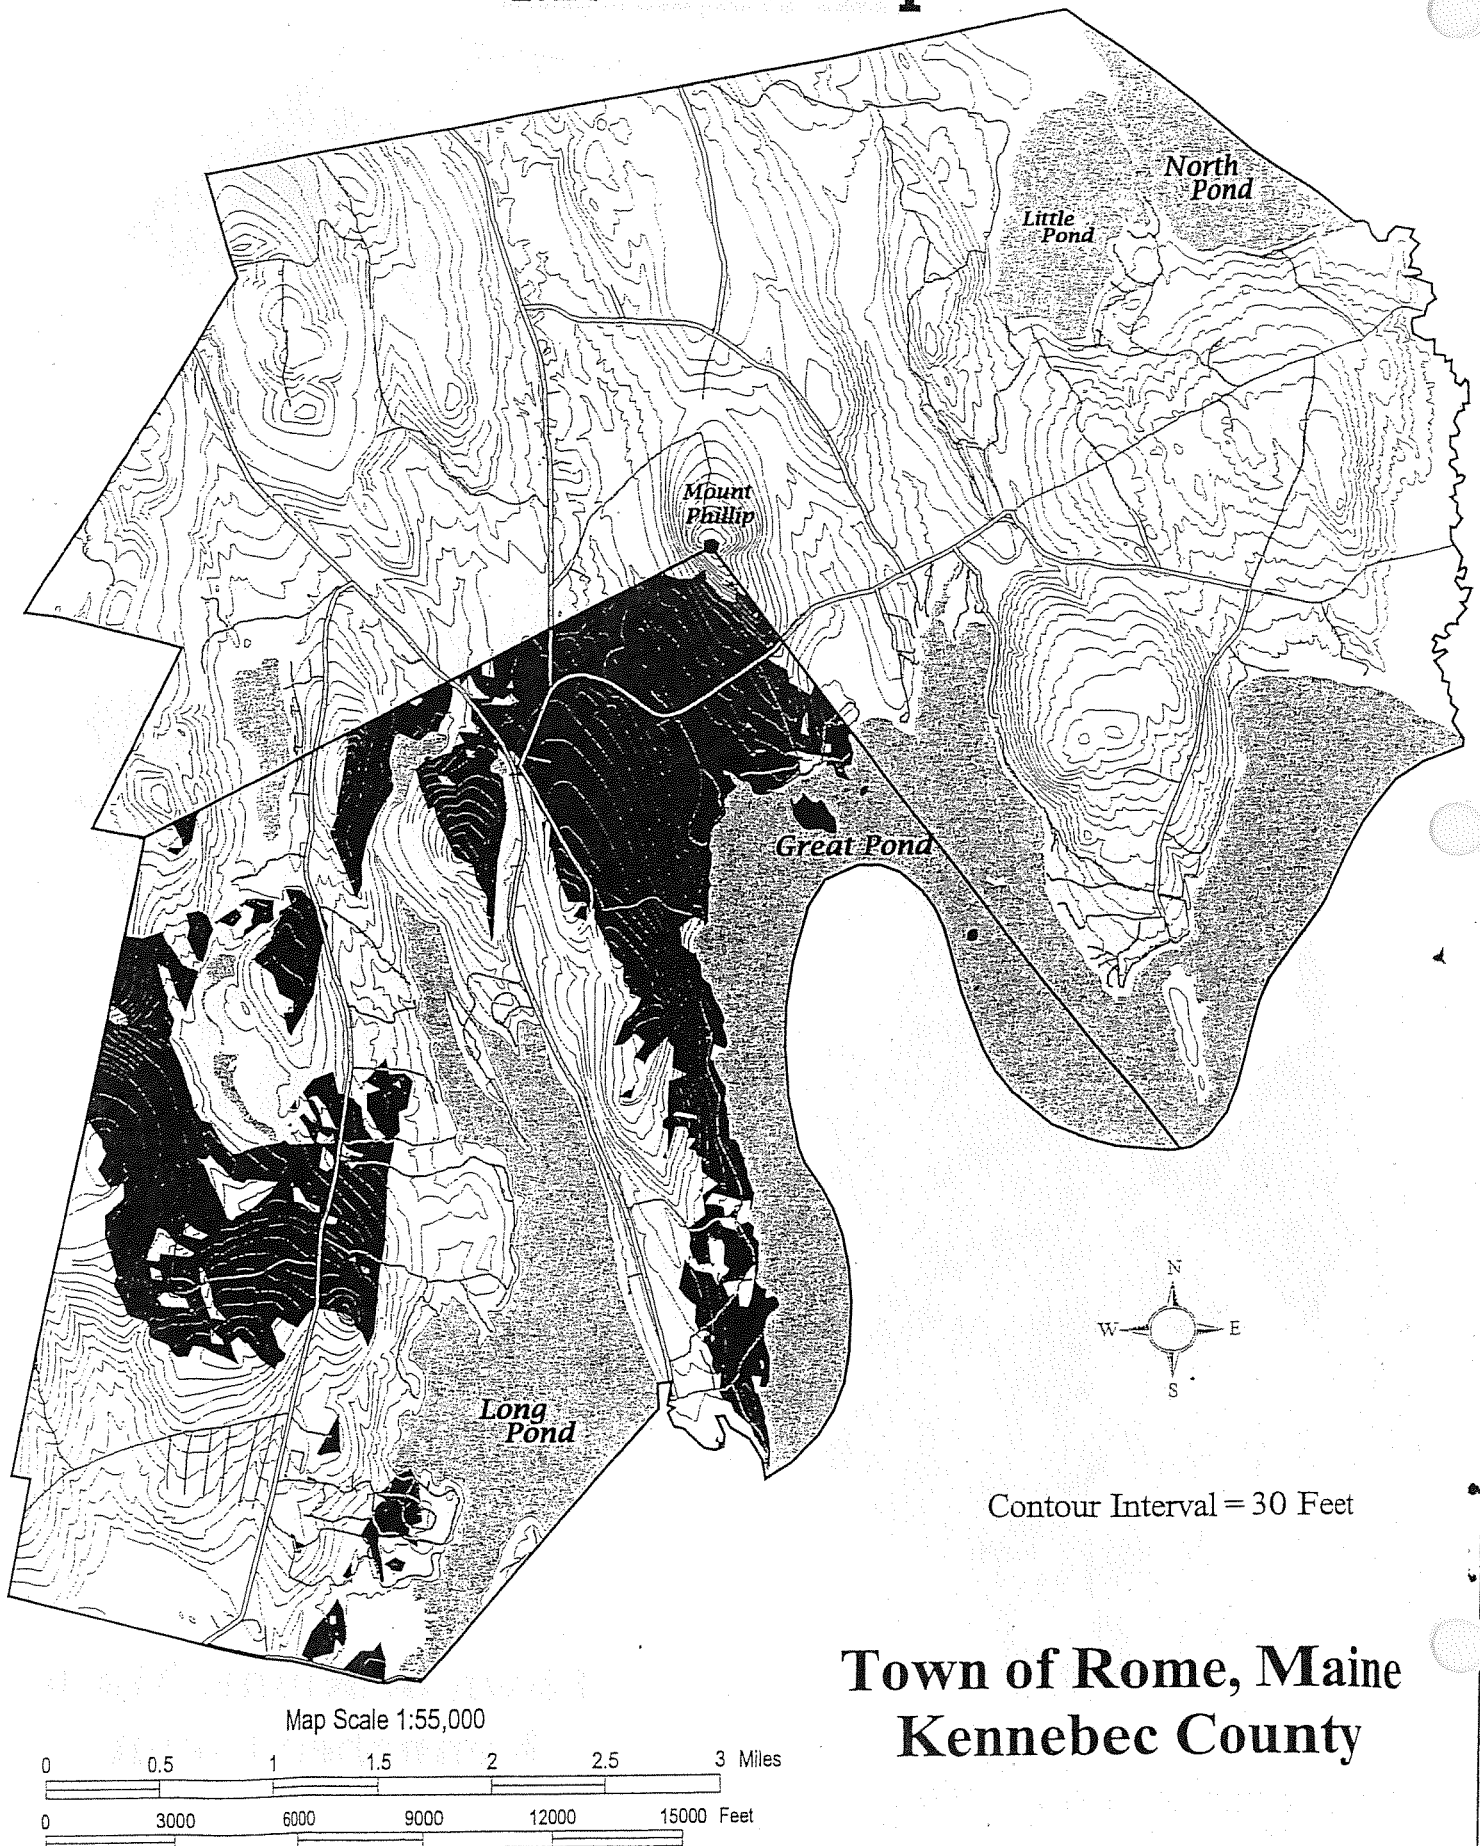 North
Pond
Little
Pond
Mount
Phillip
Great Pond
Long
Pond
N
W E
S
Contour Interval = 30 Feet
Town of Rome, Maine
Kennebec County
Map Scale 1:55,000
0 0.5 1 1.5 2 2.5 3 Miles
0 3000 6000 9000 12000 15000 Feet